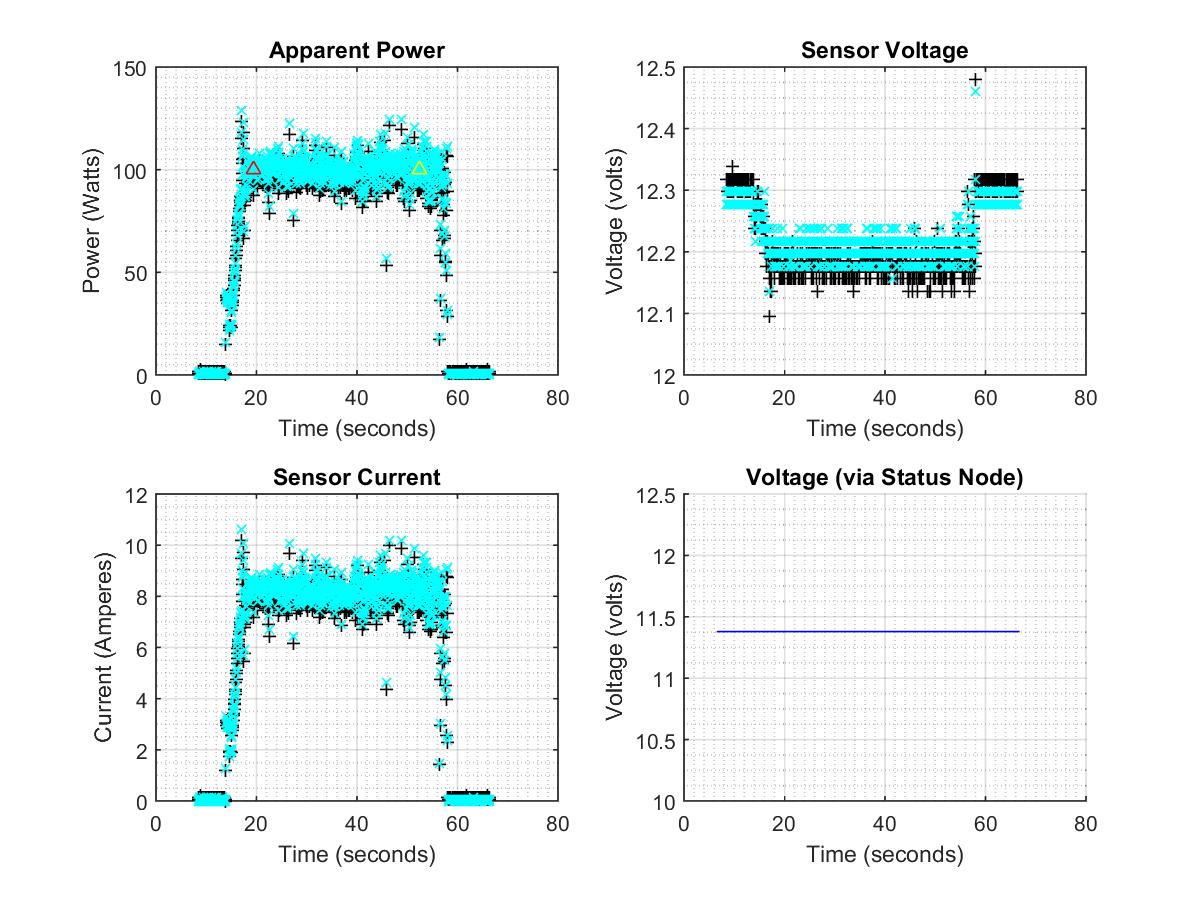 Apparent Power
150
100
50
0
Power (Watts)
0 20 40 60 80
Time (seconds)
Sensor Voltage
12.5
12.4
12.3
12.2
12.1
12
Voltage (volts)
0 20 40 60 80
Time (seconds)
Sensor Current
12
10
8
6
4
2
0
Current (Amperes)
0 20 40 60 80
Time (seconds)
Voltage (via Status Node)
12.5
12
11.5
11
10.5
10
Voltage (volts)
0 20 40 60 80
Time (seconds)